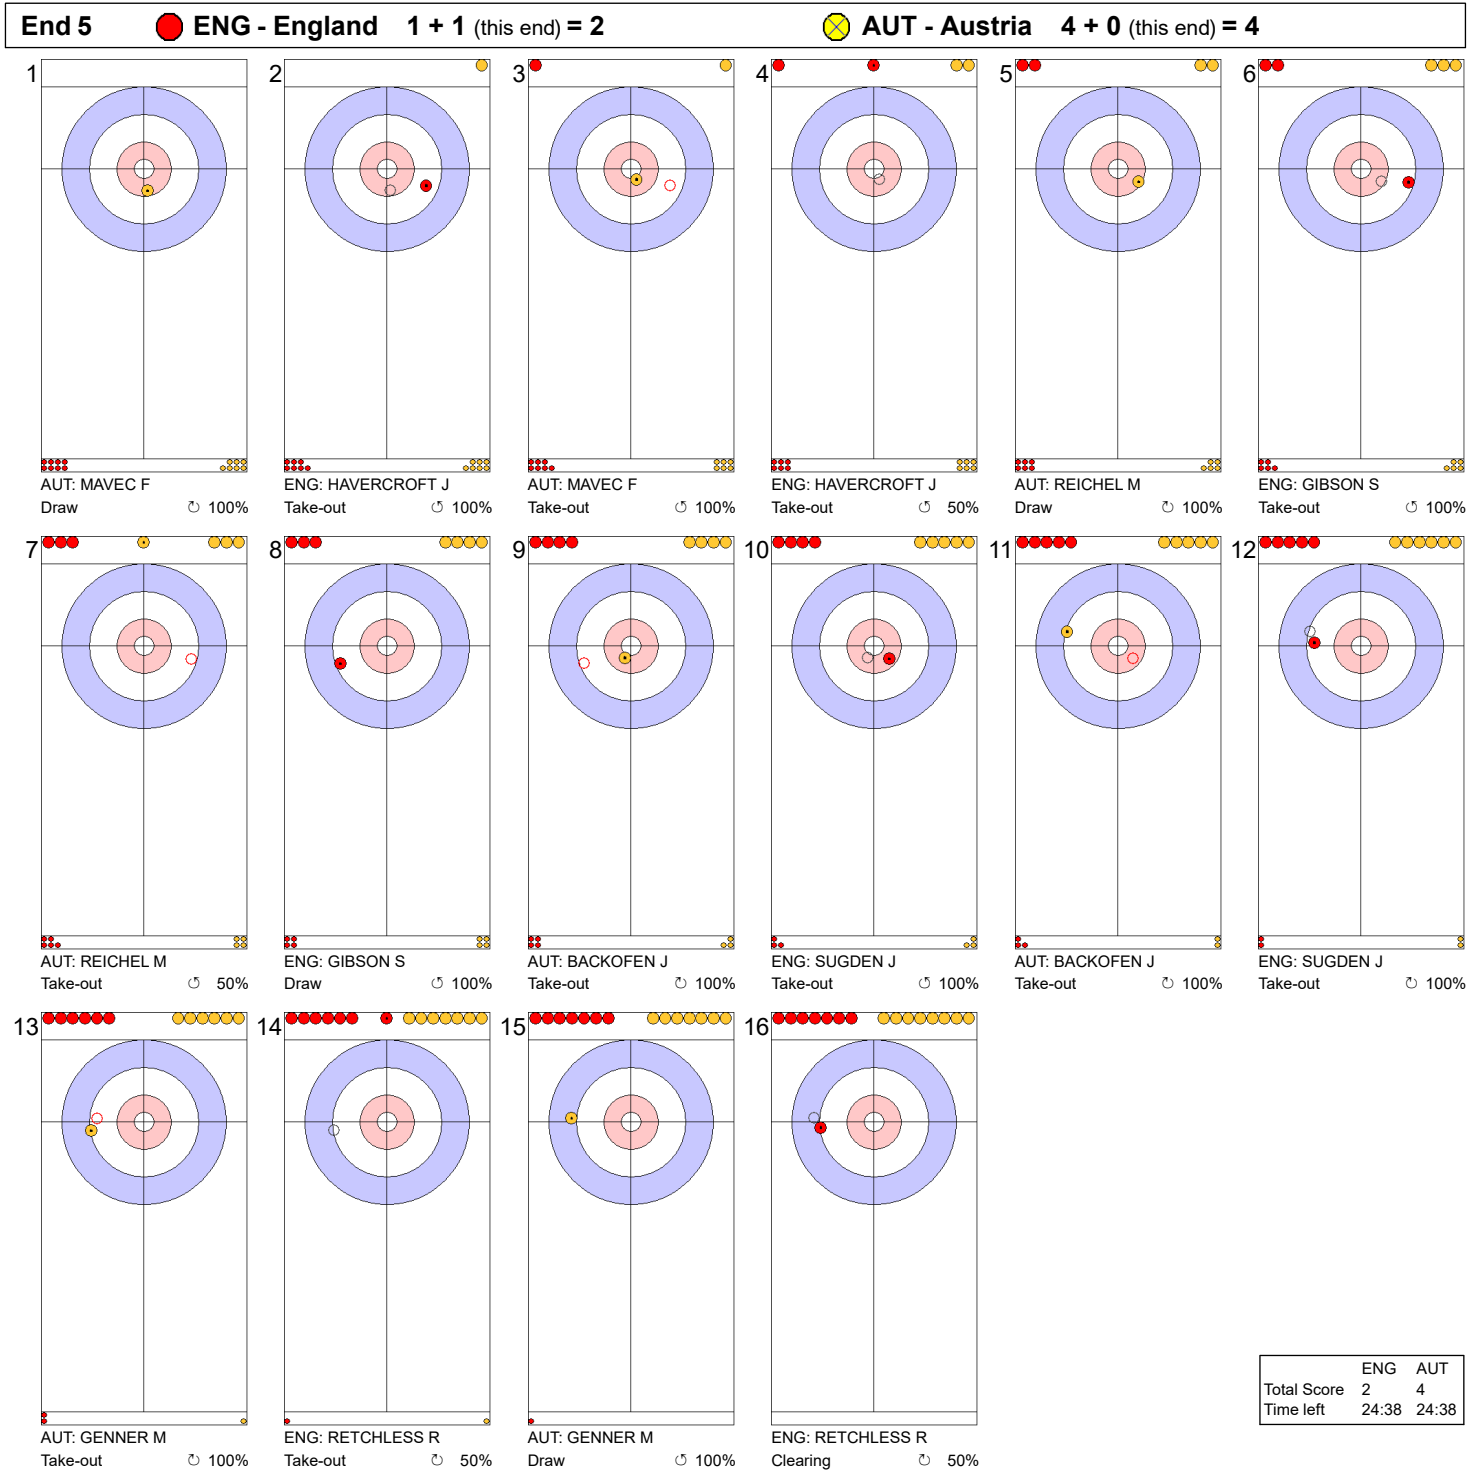 End 5 ENG - England 1 + 1 (this end) = 2 AUT - Austria 4 + 0 (this end) = 4
1 2 3 4 5 6
AUT: MAVEC F ENG: HAVERCROFT J AUT: MAVEC F ENG: HAVERCROFT J AUT: REICHEL M ENG: GIBSON S
Draw ↻ 100% Take-out ↺ 100% Take-out ↻ 100% Take-out ↺ 50% Draw ↻ 100% Take-out ↺ 100%
7 8 9 10 11 12
AUT: REICHEL M ENG: GIBSON S AUT: BACKOFEN J ENG: SUGDEN J AUT: BACKOFEN J ENG: SUGDEN J
Take-out ↺ 50% Draw ↻ 100% Take-out ↻ 100% Take-out ↺ 100% Take-out ↻ 100% Take-out ↻ 100%
13 14 15 16
AUT: GENNER M ENG: RETCHLESS R AUT: GENNER M ENG: RETCHLESS R
Take-out ↻ 100% Take-out ↻ 50% Draw ↺ 100% Clearing ↻ 50%
ENG AUT
Total Score 2 4
Time left 24:38 24:38